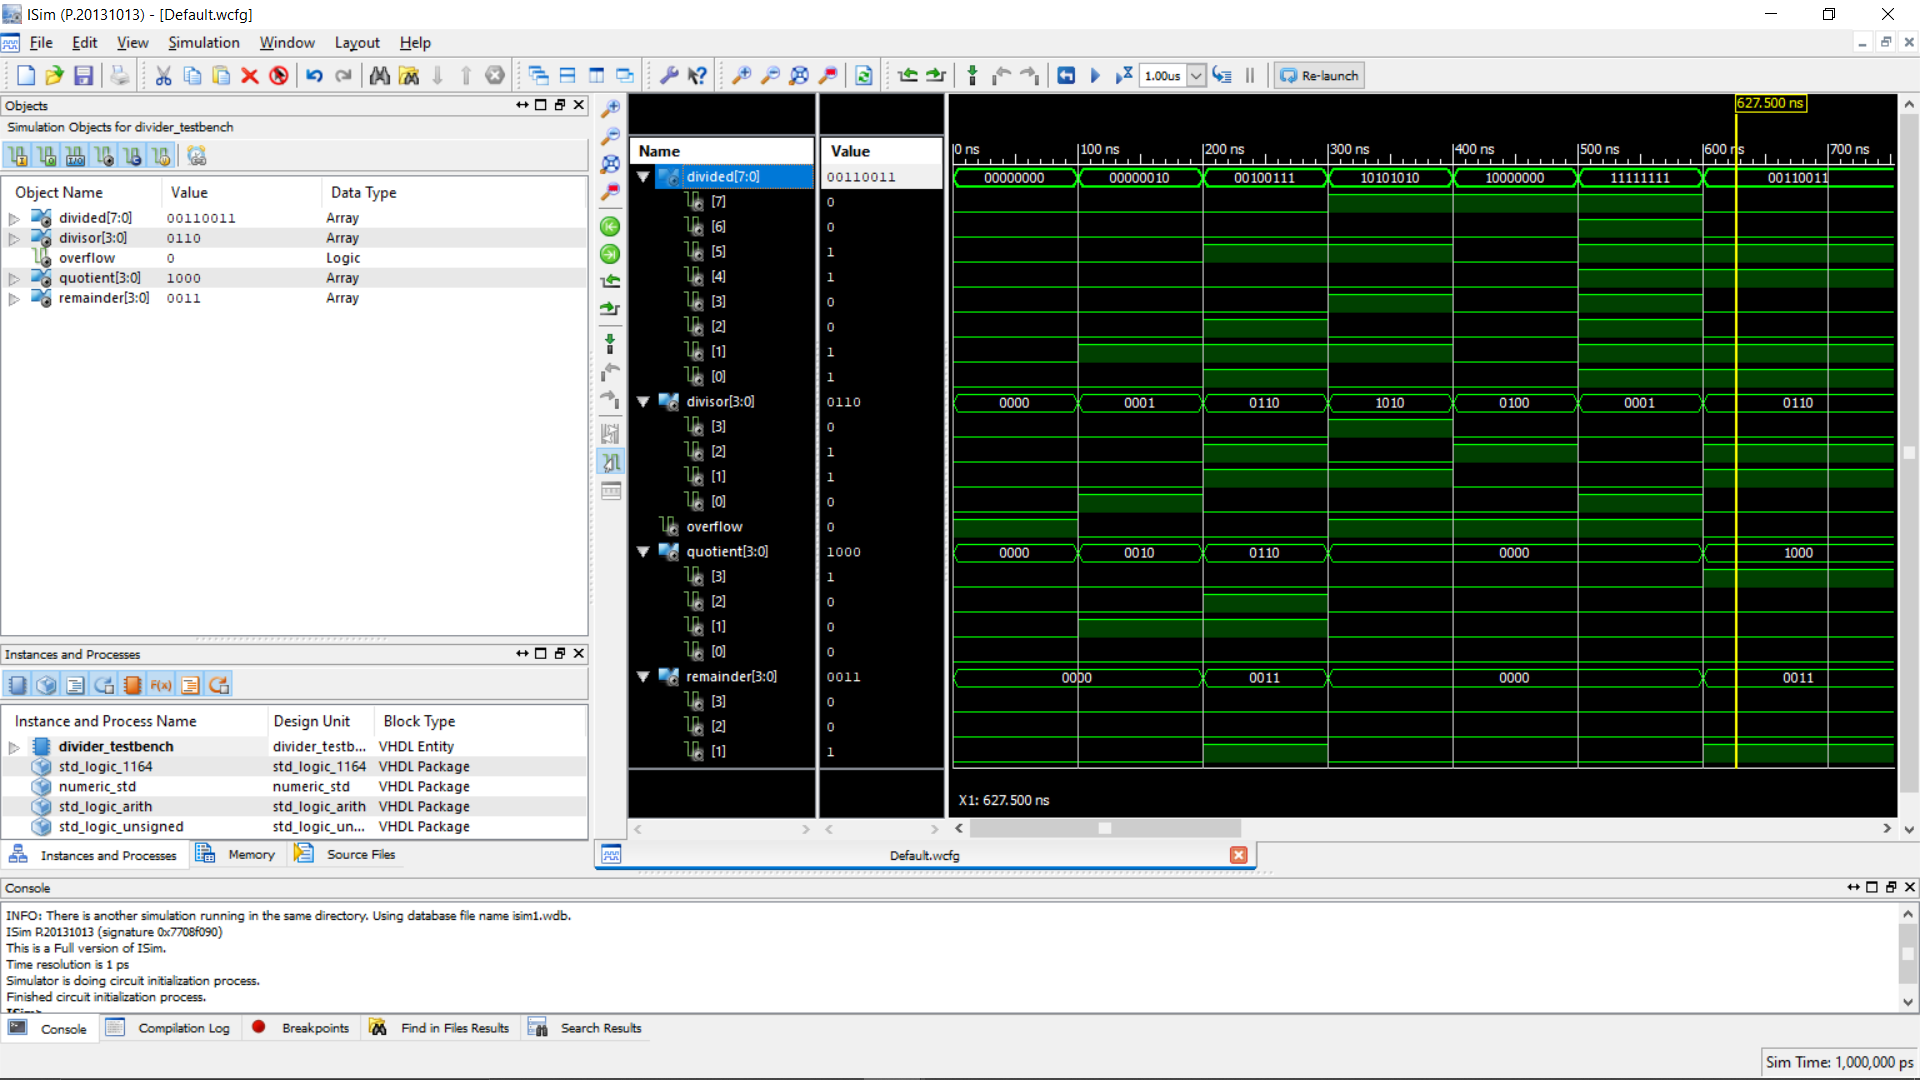 ISim (P.20131013) - [Default.wcfg]
File Edit View Simulation Window Layout Help
1.00us Re-launch
Objects
Simulation Objects for divider_testbench
Object Name Value Data Type
divided[7:0] 00110011 Array
divisor[3:0] 0110 Array
overflow 0 Logic
quotient[3:0] 1000 Array
remainder[3:0] 0011 Array
Instances and Processes
Instance and Process Name Design Unit Block Type
divider_testbench divider_testb... VHDL Entity
std_logic_1164 std_logic_1164 VHDL Package
numeric_std numeric_std VHDL Package
std_logic_arith std_logic_arith VHDL Package
std_logic_unsigned std_logic_un... VHDL Package
Instances and Processes Memory Source Files
627.500 ns
Name Value 0 ns 100 ns 200 ns 300 ns 400 ns 500 ns 600 ns 700 ns
divided[7:0] 00110011 00000000 00000010 00100111 10101010 10000000 11111111 00110011
[7] 0
[6] 0
[5] 1
[4] 1
[3] 0
[2] 0
[1] 1
[0] 1
divisor[3:0] 0110 0000 0001 0110 1010 0100 0001 0110
[3] 0
[2] 1
[1] 1
[0] 0
overflow 0
quotient[3:0] 1000 0000 0010 0110 0000 1000
[3] 1
[2] 0
[1] 0
[0] 0
remainder[3:0] 0011 0000 0011 0000 0011
[3] 0
[2] 0
[1] 1
X1: 627.500 ns
Default.wcfg
Console
INFO: There is another simulation running in the same directory. Using database file name isim1.wdb.
ISim P.20131013 (signature 0x7708f090)
This is a Full version of ISim.
Time resolution is 1 ps
Simulator is doing circuit initialization process.
Finished circuit initialization process.
ISim>
Console Compilation Log Breakpoints Find in Files Results Search Results
Sim Time: 1,000,000 ps